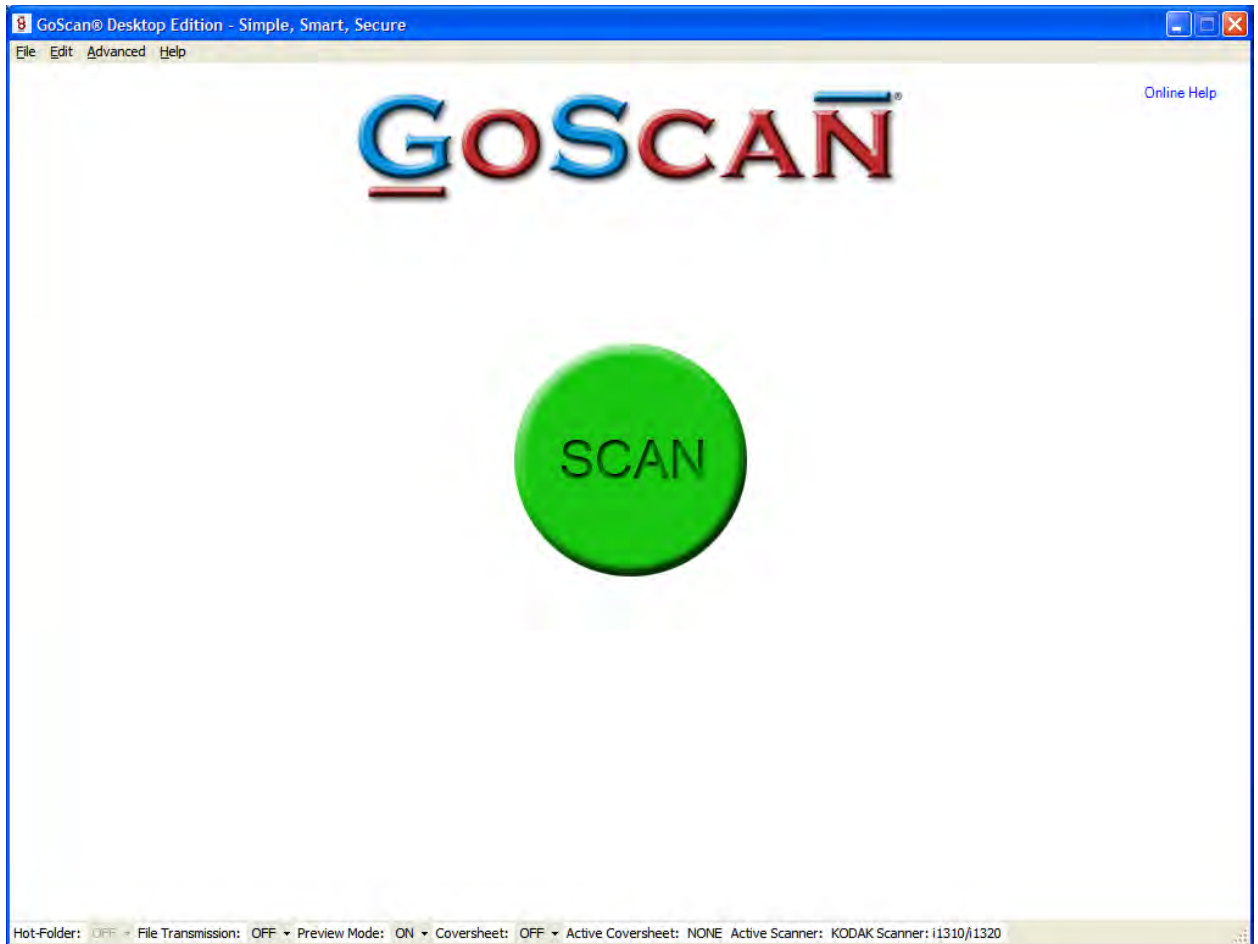 GoScan® Desktop Edition - Simple, Smart, Secure
File Edit Advanced Help
Online Help
GOSCAN®
SCAN
Hot-Folder: OFF File Transmission: OFF Preview Mode: ON Coversheet: OFF Active Coversheet: NONE Active Scanner: KODAK Scanner: i1310/i1320